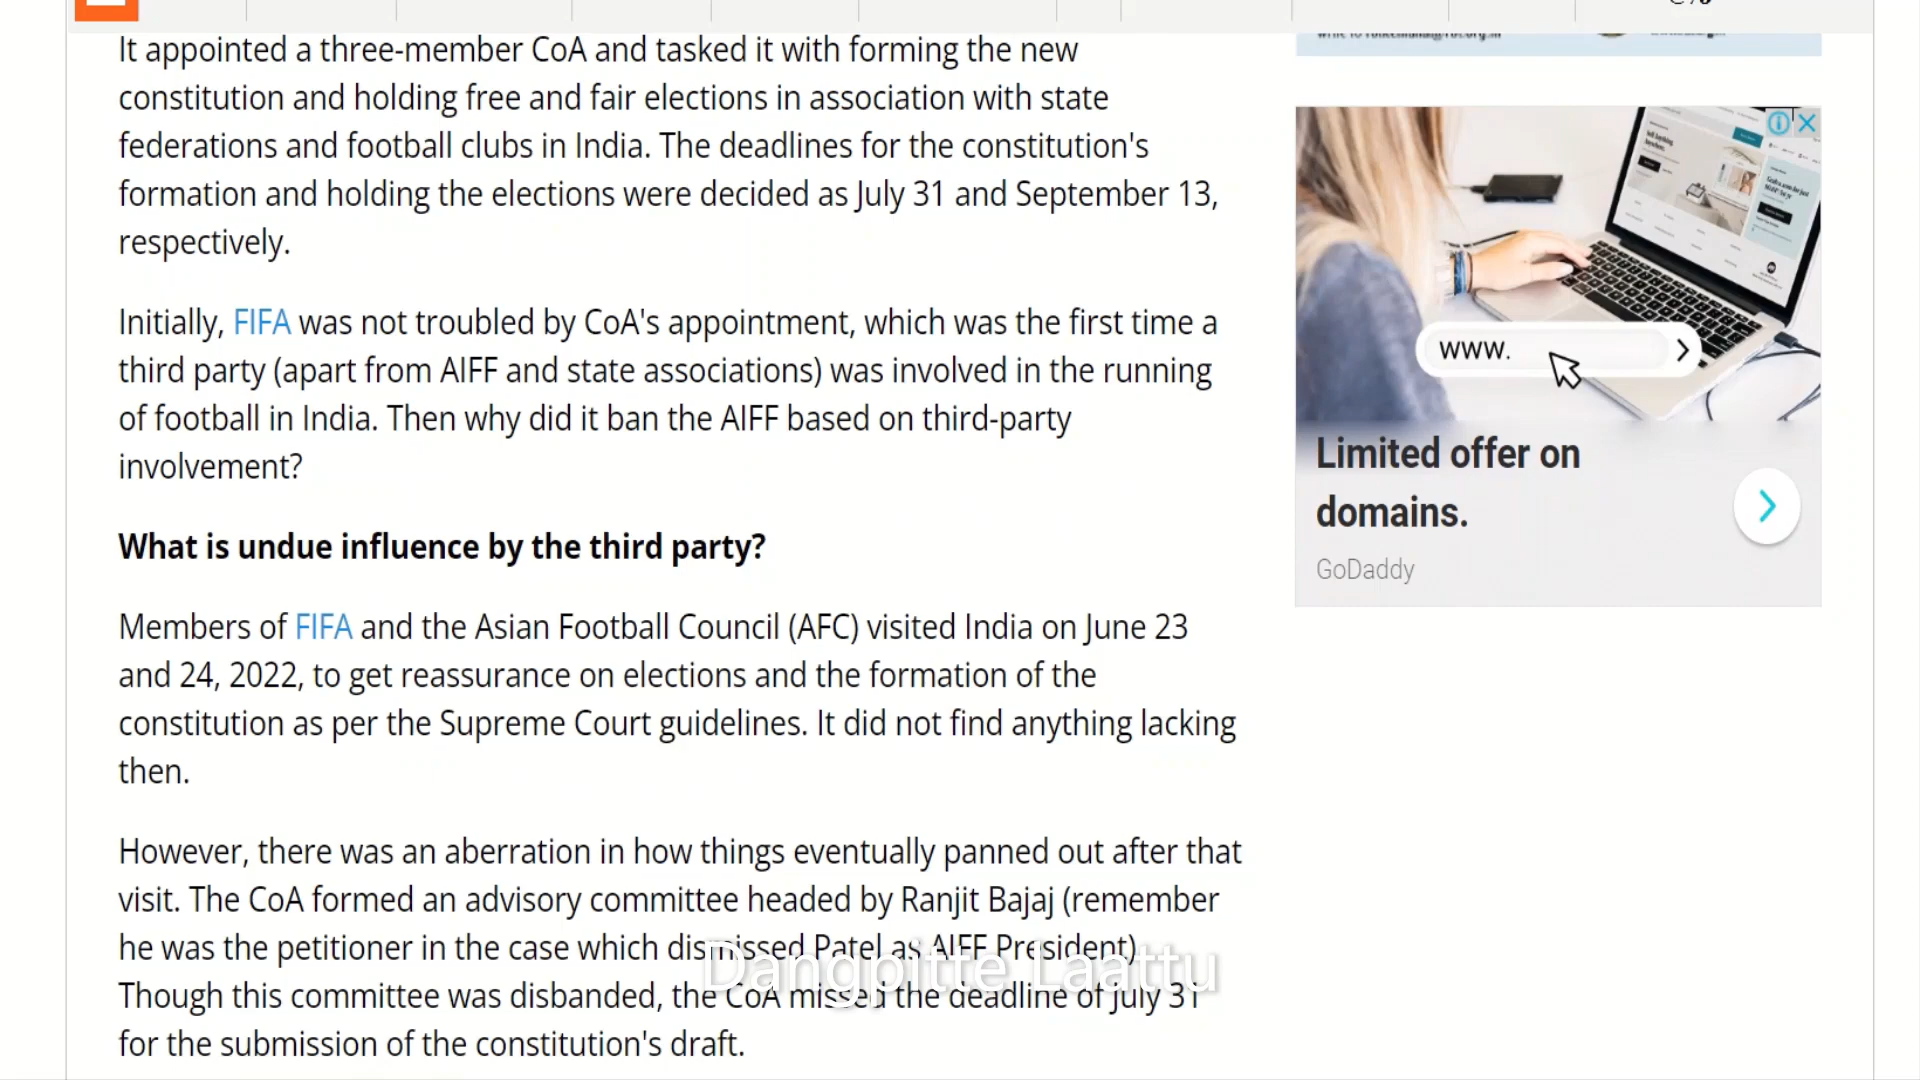 It appointed a three-member CoA and tasked it with forming the new
constitution and holding free and fair elections in association with state
federations and football clubs in India. The deadlines for the constitution's
formation and holding the elections were decided as July 31 and September 13,
respectively.
Initially, FIFA was not troubled by CoA's appointment, which was the first time a
third party (apart from AIFF and state associations) was involved in the running
of football in India. Then why did it ban the AIFF based on third-party
involvement?
What is undue influence by the third party?
Members of FIFA and the Asian Football Council (AFC) visited India on June 23
and 24, 2022, to get reassurance on elections and the formation of the
constitution as per the Supreme Court guidelines. It did not find anything lacking
then.
However, there was an aberration in how things eventually panned out after that
visit. The CoA formed an advisory committee headed by Ranjit Bajaj (remember
he was the petitioner in the case which dismissed Patel as AIFF President)
Though this committee was disbanded, the CoA missed the deadline of July 31
for the submission of the constitution's draft.
Dangpitte Laattu
www.
Limited offer on
domains.
GoDaddy